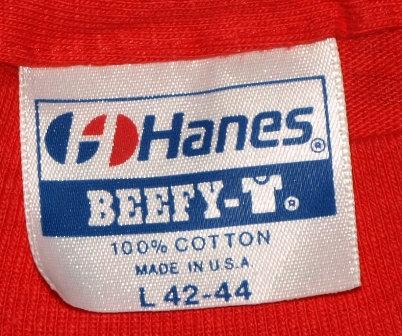 Hanes®
BEEFY-T®
100% COTTON
MADE IN U.S.A
L 42-44